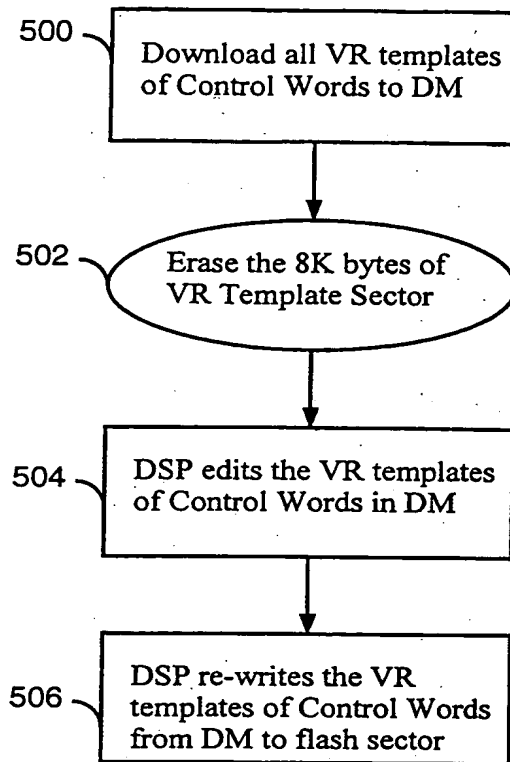 500
Download all VR templates
of Control Words to DM
502
Erase the 8K bytes of
VR Template Sector
504
DSP edits the VR templates
of Control Words in DM
506
DSP re-writes the VR
templates of Control Words
from DM to flash sector